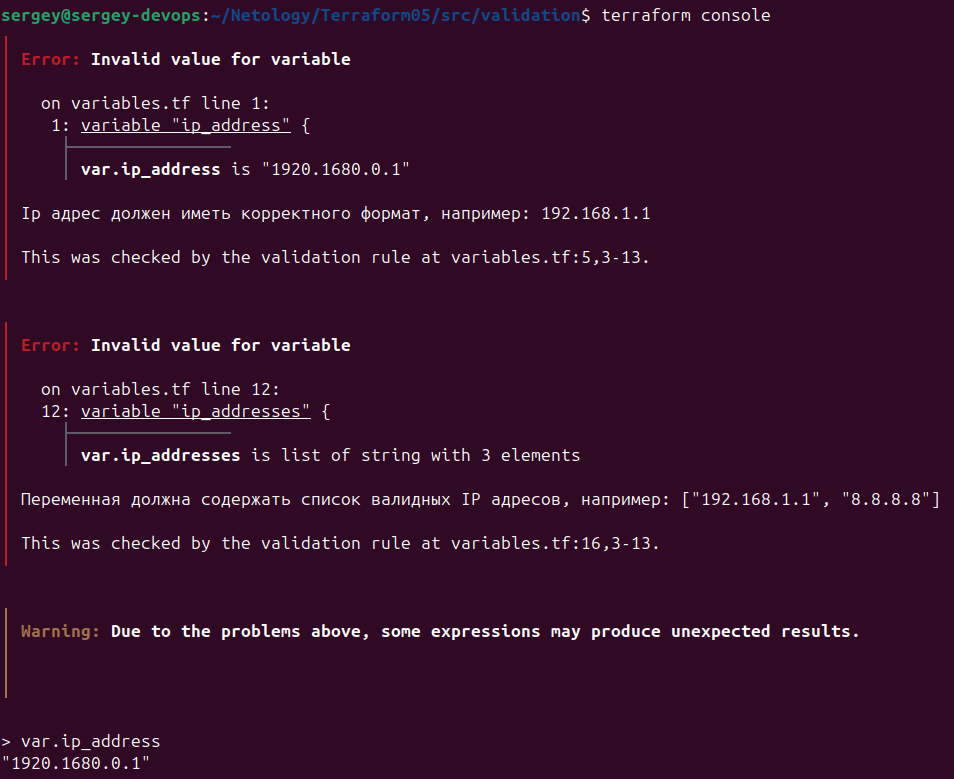 sergey@sergey-devops:~/Netology/Terraform05/src/validation$ terraform console
Error: Invalid value for variable
on variables.tf line 1:
1: variable "ip_address" {
var.ip_address is "1920.1680.0.1"
Ip адрес должен иметь корректного формат, например: 192.168.1.1
This was checked by the validation rule at variables.tf:5,3-13.
Error: Invalid value for variable
on variables.tf line 12:
12: variable "ip_addresses" {
var.ip_addresses is list of string with 3 elements
Переменная должна содержать список валидных IP адресов, например: ["192.168.1.1", "8.8.8.8"]
This was checked by the validation rule at variables.tf:16,3-13.
Warning: Due to the problems above, some expressions may produce unexpected results.
> var.ip_address
"1920.1680.0.1"